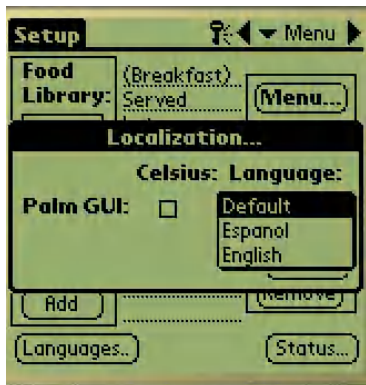 Setup Menu
Food (Breakfast)
Library: Served Menu...
Localization...
Celsius: Language:
Palm GUI: Default
Espanol
English
Add Remove
Languages.. Status...